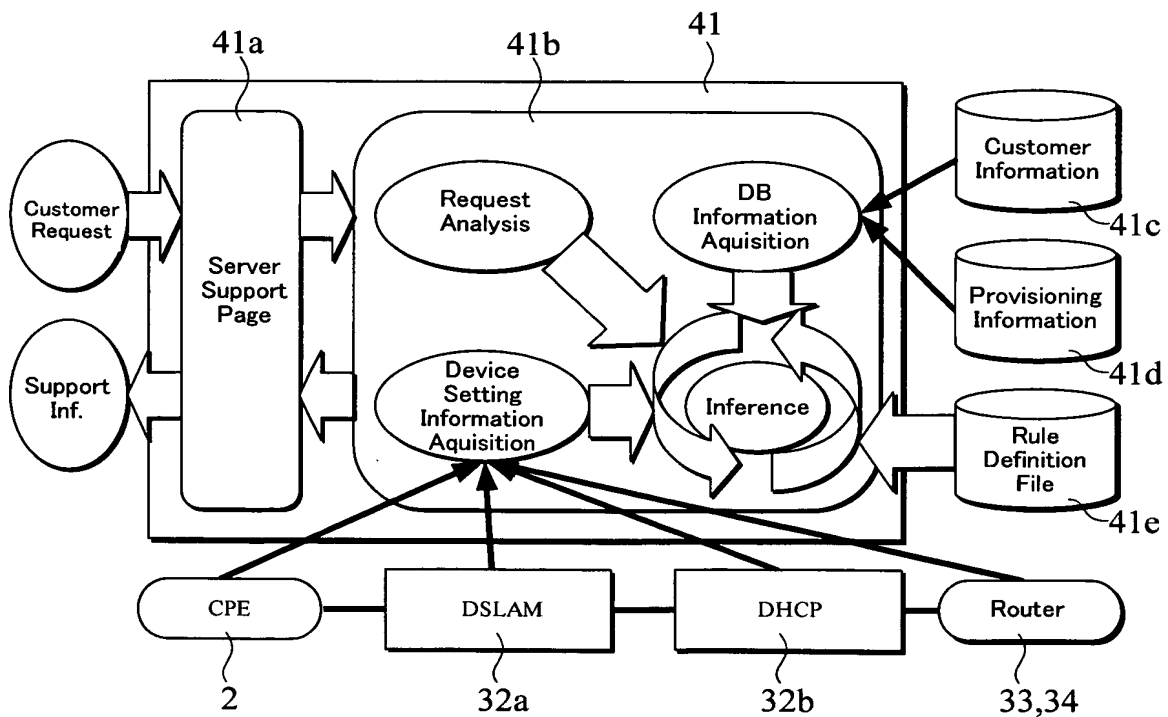 41a
41b
41
Customer
Request
Server
Support
Page
Request
Analysis
DB
Information
Aquisition
Customer
Information
41c
Provisioning
Information
41d
Support
Inf.
Device
Setting
Information
Aquisition
Inference
Rule
Definition
File
41e
CPE
DSLAM
DHCP
Router
2
32a
32b
33,34